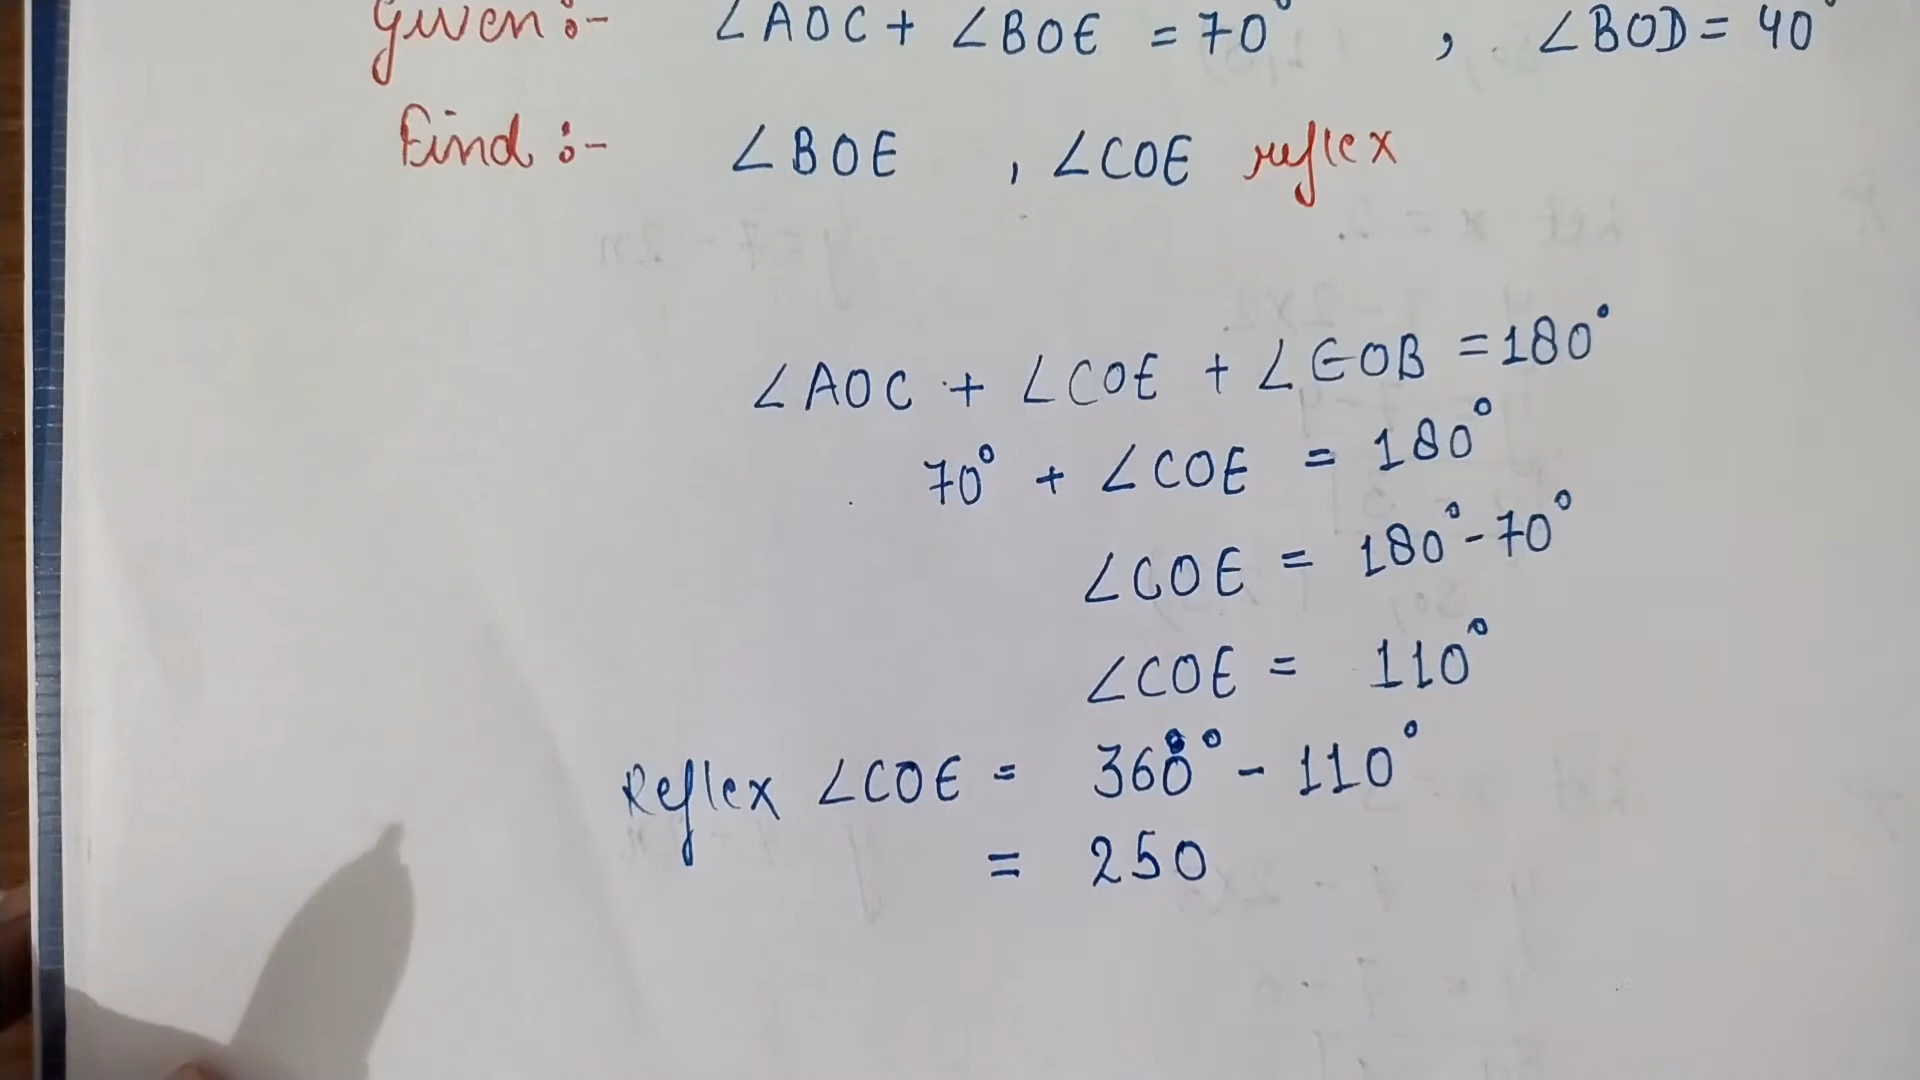 Given :- ∠AOC + ∠BOE = 70° , ∠BOD = 40°
Find :- ∠BOE , ∠COE reflex
∠AOC + ∠COE + ∠EOB = 180°
70° + ∠COE = 180°
∠COE = 180° - 70°
∠COE = 110°
Reflex ∠COE = 360° - 110°
= 250